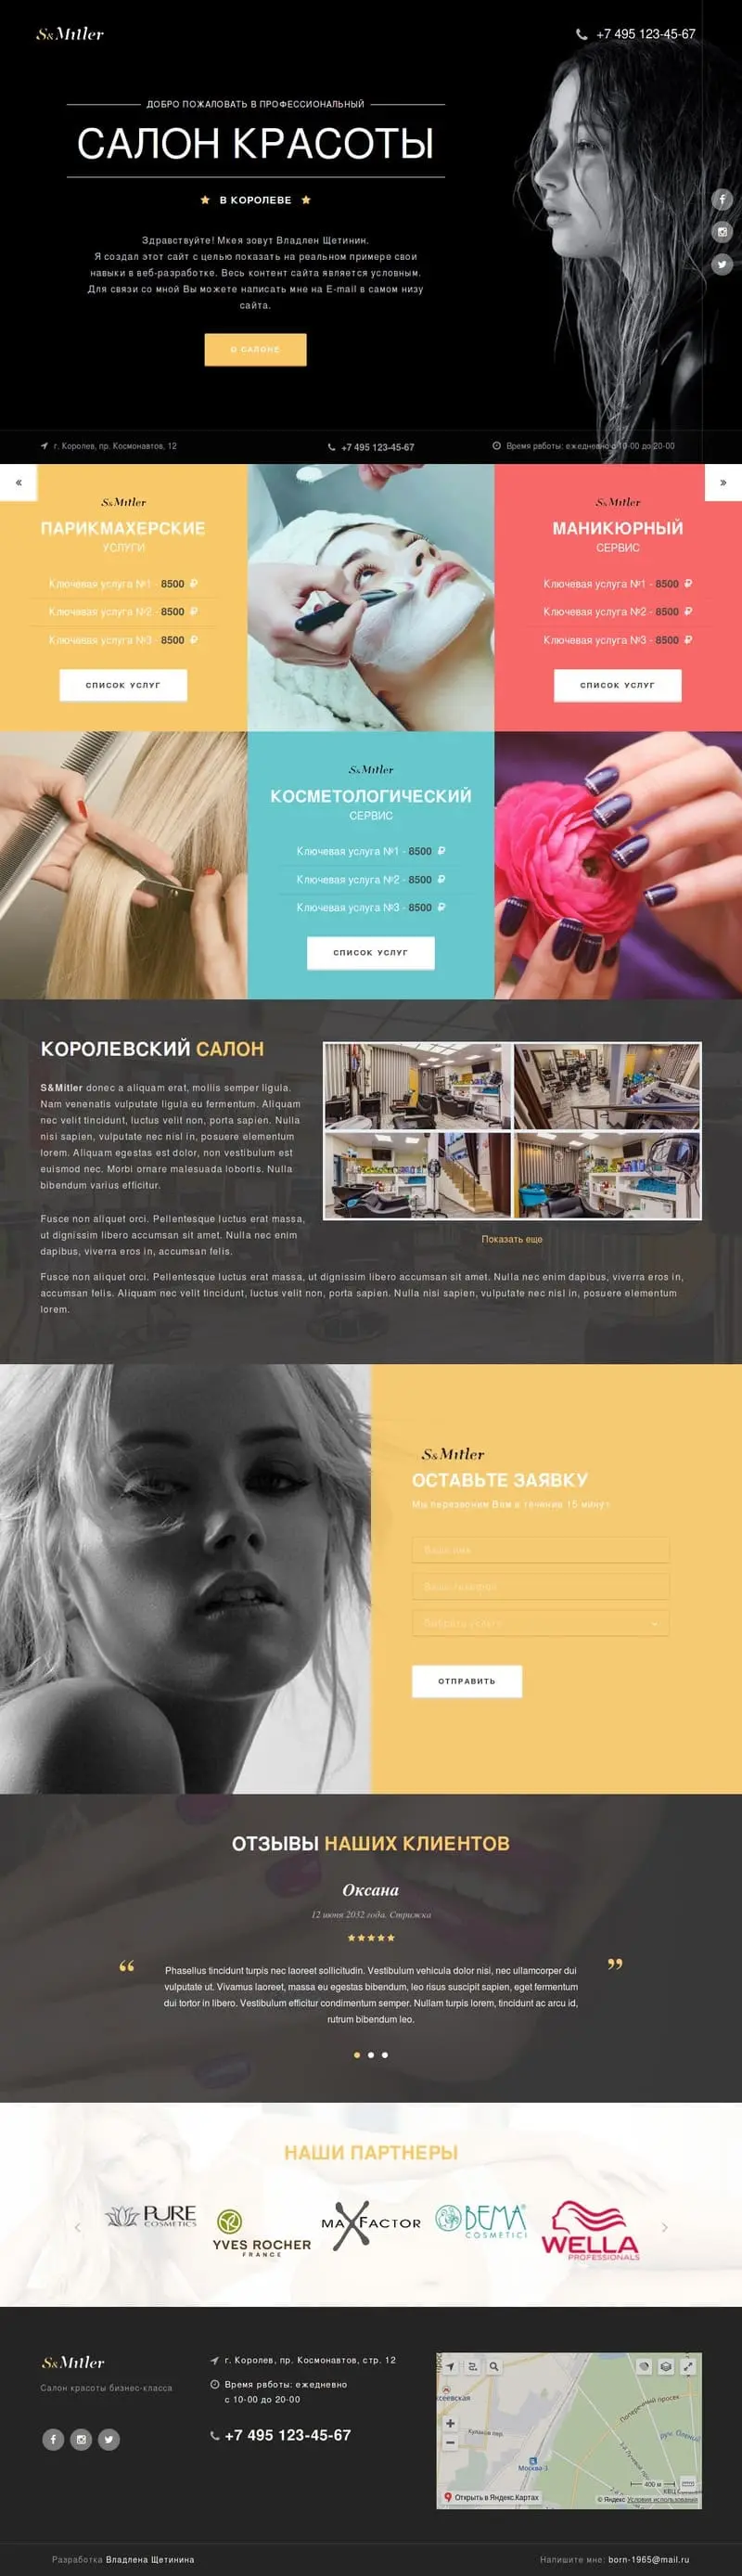 S&Mitler
+7 495 123-45-67
ДОБРО ПОЖАЛОВАТЬ В ПРОФЕССИОНАЛЬНЫЙ
САЛОН КРАСОТЫ
В КОРОЛЕВЕ
Здравствуйте! Мкея зовут Владлен Щетинин.
Я создал этот сайт с целью показать на реальном примере свои
навыки в веб-разработке. Весь контент сайта является условным.
Для связи со мной Вы можете написать мне на E-mail в самом низу
сайта.
О САЛОНЕ
г. Королев, пр. Космонавтов, 12
+7 495 123-45-67
Время рвботы: ежедневно с 10-00 до 20-00
«
»
S&Mitler
ПАРИКМАХЕРСКИЕ
УСЛУГИ
Ключевая услуга №1 - 8500 ₽
Ключевая услуга №2 - 8500 ₽
Ключевая услуга №3 - 8500 ₽
СПИСОК УСЛУГ
S&Mitler
МАНИКЮРНЫЙ
СЕРВИС
Ключевая услуга №1 - 8500 ₽
Ключевая услуга №2 - 8500 ₽
Ключевая услуга №3 - 8500 ₽
СПИСОК УСЛУГ
S&Mitler
КОСМЕТОЛОГИЧЕСКИЙ
СЕРВИС
Ключевая услуга №1 - 8500 ₽
Ключевая услуга №2 - 8500 ₽
Ключевая услуга №3 - 8500 ₽
СПИСОК УСЛУГ
КОРОЛЕВСКИЙ САЛОН
S&Mitler donec a aliquam erat, mollis semper ligula.
Nam venenatis vulputate ligula eu fermentum. Aliquam
nec velit tincidunt, luctus velit non, porta sapien. Nulla
nisi sapien, vulputate nec nisl in, posuere elementum
lorem. Aliquam egestas est dolor, non vestibulum est
euismod nec. Morbi ornare malesuada lobortis. Nulla
bibendum varius efficitur.
Fusce non aliquet orci. Pellentesque luctus erat massa,
ut dignissim libero accumsan sit amet. Nulla nec enim
dapibus, viverra eros in, accumsan felis.
Показать еще
Fusce non aliquet orci. Pellentesque luctus erat massa, ut dignissim libero accumsan sit amet. Nulla nec enim dapibus, viverra eros in,
accumsan felis. Aliquam nec velit tincidunt, luctus velit non, porta sapien. Nulla nisi sapien, vulputate nec nisl in, posuere elementum
lorem.
S&Mitler
ОСТАВЬТЕ ЗАЯВКУ
Мы перезвоним Вам в течение 15 минут
Ваше имя
ОТПРАВИТЬ
ОТЗЫВЫ НАШИХ КЛИЕНТОВ
Оксана
12 июня 2032 года. Стрижка
“ Phasellus tincidunt turpis nec laoreet sollicitudin. Vestibulum vehicula dolor nisi, nec ullamcorper dui ”
vulputate ut. Vivamus laoreet, massa eu egestas bibendum, leo risus suscipit sapien, eget fermentum
dui tortor in libero. Vestibulum efficitur condimentum semper. Nullam turpis lorem, tincidunt ac arcu id,
rutrum bibendum leo.
НАШИ ПАРТНЕРЫ
PURE
COSMETICS
YVES ROCHER
FRANCE
MAXFACTOR
BEMA
COSMETICI
WELLA
PROFESSIONALS
S&Mitler
Салон красоты бизнес-класса
г. Королев, пр. Космонавтов, стр. 12
Время рвботы: ежедневно
с 10-00 до 20-00
+7 495 123-45-67
Поперечный просек
Москва-1
400 м
Открыть в Яндекс.Картах
© Яндекс Условия использования
Разработка Владлена Щетинина
Напишите мне: born-1965@mail.ru